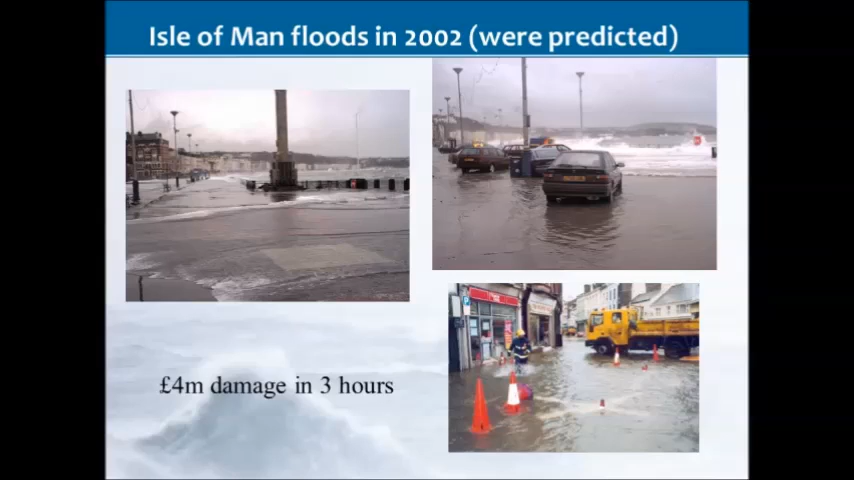 Isle of Man floods in 2002 (were predicted)
£4m damage in 3 hours